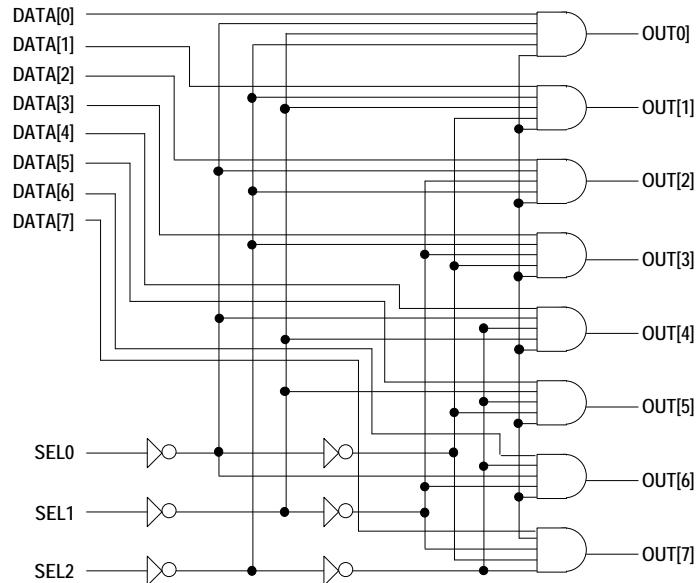 DATA[0]
DATA[1]
DATA[2]
DATA[3]
DATA[4]
DATA[5]
DATA[6]
DATA[7]
SEL0
SEL1
SEL2
OUT0]
OUT[1]
OUT[2]
OUT[3]
OUT[4]
OUT[5]
OUT[6]
OUT[7]